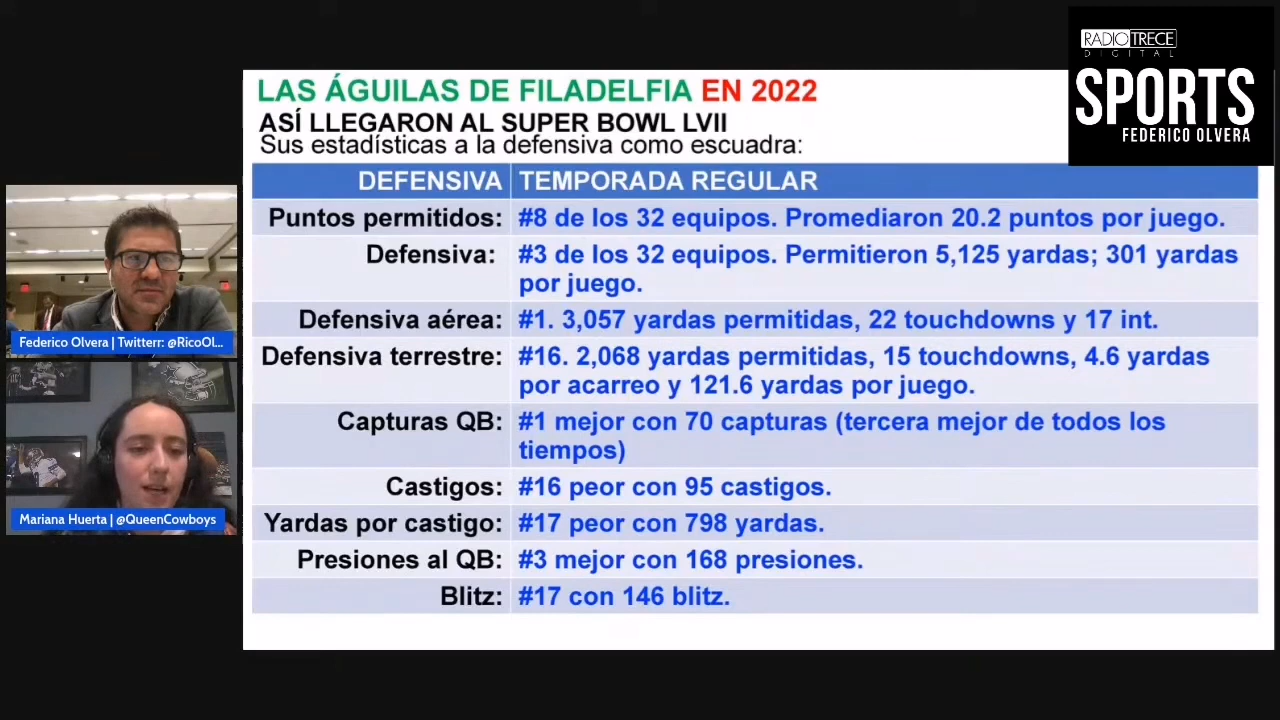 RADIO TRECE
DIGITAL
SPORTS
FEDERICO OLVERA
LAS ÁGUILAS DE FILADELFIA EN 2022
ASÍ LLEGARON AL SUPER BOWL LVII
Sus estadísticas a la defensiva como escuadra:
DEFENSIVA TEMPORADA REGULAR
Puntos permitidos: #8 de los 32 equipos. Promediaron 20.2 puntos por juego.
Defensiva: #3 de los 32 equipos. Permitieron 5,125 yardas; 301 yardas
por juego.
Defensiva aérea: #1. 3,057 yardas permitidas, 22 touchdowns y 17 int.
Defensiva terrestre: #16. 2,068 yardas permitidas, 15 touchdowns, 4.6 yardas
por acarreo y 121.6 yardas por juego.
Capturas QB: #1 mejor con 70 capturas (tercera mejor de todos los
tiempos)
Castigos: #16 peor con 95 castigos.
Yardas por castigo: #17 peor con 798 yardas.
Presiones al QB: #3 mejor con 168 presiones.
Blitz: #17 con 146 blitz.
Federico Olvera | Twitterr: @RicoOl...
Mariana Huerta | @QueenCowboys